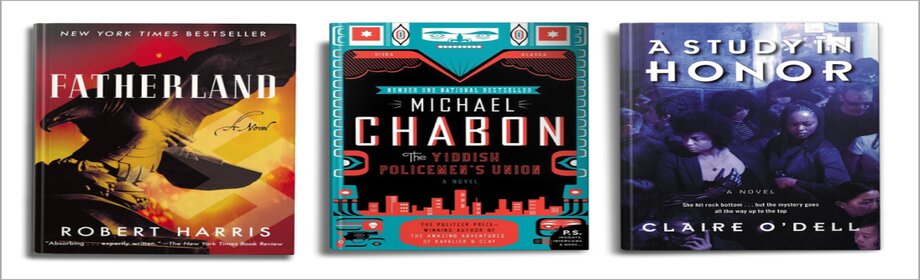 NEW YORK TIMES BESTSELLER
FATHERLAND
A Novel
ROBERT HARRIS
"Absorbing . . . expertly written." —The New York Times Book Review
SITKA ALASKA
NUMBER ONE NATIONAL BESTSELLER
MICHAEL
CHABON
The YIDDISH
POLICEMEN'S UNION
A NOVEL
THE PULITZER PRIZE–
WINNING AUTHOR OF
THE AMAZING ADVENTURES
OF KAVALIER & CLAY
P.S.
INSIGHTS,
INTERVIEWS
& MORE...
A STUDY IN
HONOR
A NOVEL
She hit rock bottom . . . but the mystery goes
all the way up to the top
CLAIRE O'DELL